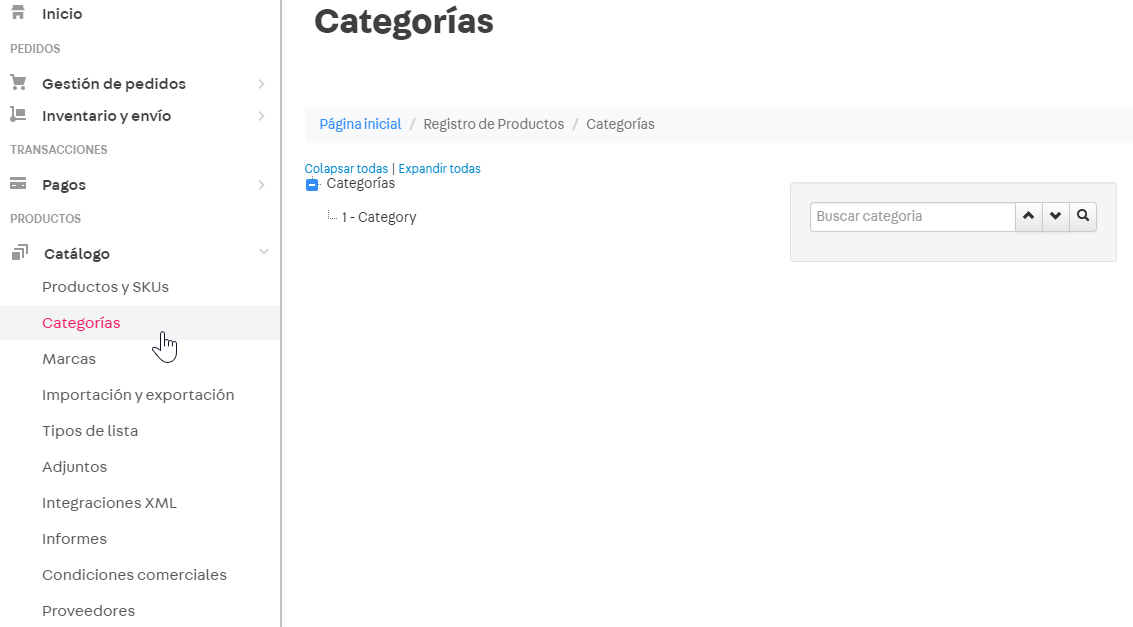 Inicio
PEDIDOS
Gestión de pedidos
Inventario y envío
TRANSACCIONES
Pagos
PRODUCTOS
Catálogo
Productos y SKUs
Categorías
Marcas
Importación y exportación
Tipos de lista
Adjuntos
Integraciones XML
Informes
Condiciones comerciales
Proveedores
Categorías
Página inicial / Registro de Productos / Categorías
Colapsar todas | Expandir todas
Categorías
1 - Category
Buscar categoria